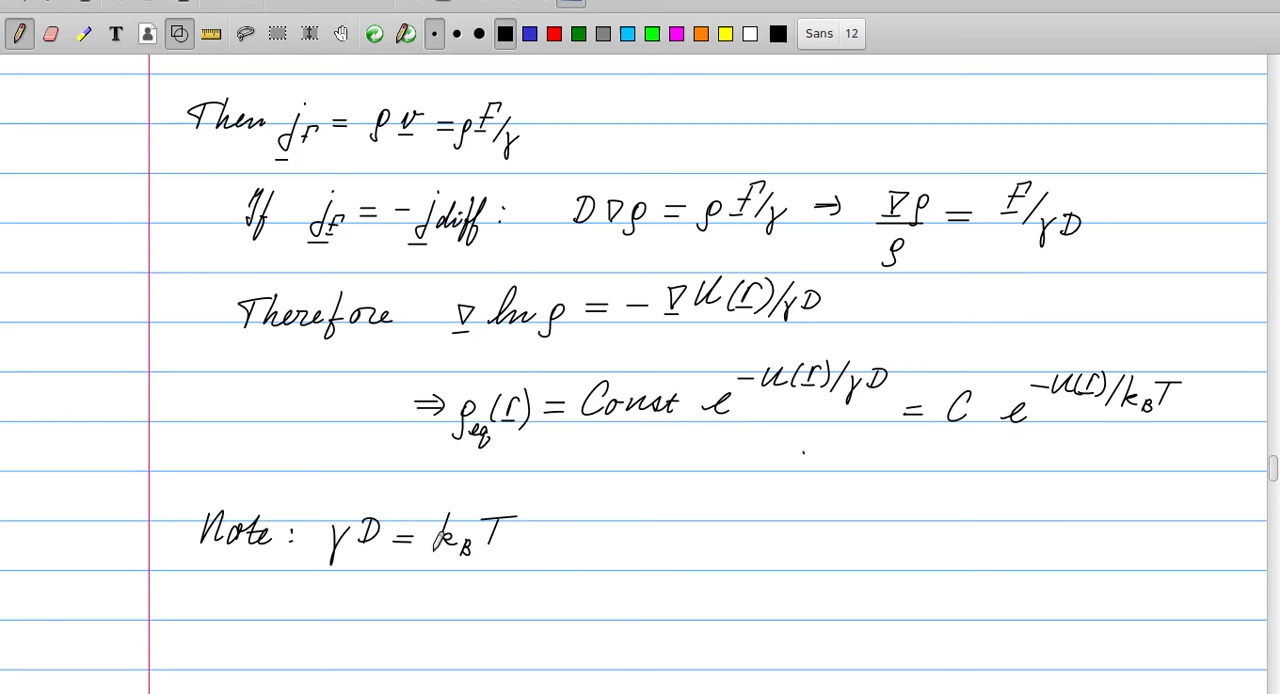 Sans 12
Then j_F = ρ v = ρ F/γ
If j_F = - j_diff : D ∇ρ = ρ F/γ ⇒ ∇ρ/ρ = F/γD
Therefore ∇ ln ρ = - ∇U(r)/γD
⇒ ρ_eq(r) = Const e^{-U(r)/γD} = C e^{-U(r)/k_B T}
Note : γD = k_B T